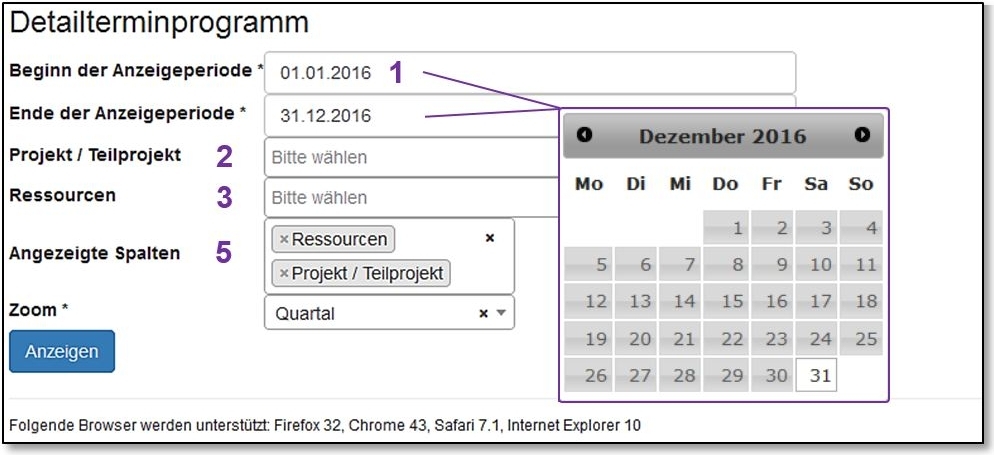 Detailterminprogramm
Beginn der Anzeigeperiode * 01.01.2016 1
Ende der Anzeigeperiode * 31.12.2016
Projekt / Teilprojekt 2 Bitte wählen
Ressourcen 3 Bitte wählen
Angezeigte Spalten 5 ×Ressourcen ×
×Projekt / Teilprojekt
Zoom * Quartal ×
Anzeigen
Dezember 2016
Mo Di Mi Do Fr Sa So
1 2 3 4
5 6 7 8 9 10 11
12 13 14 15 16 17 18
19 20 21 22 23 24 25
26 27 28 29 30 31
Folgende Browser werden unterstützt: Firefox 32, Chrome 43, Safari 7.1, Internet Explorer 10